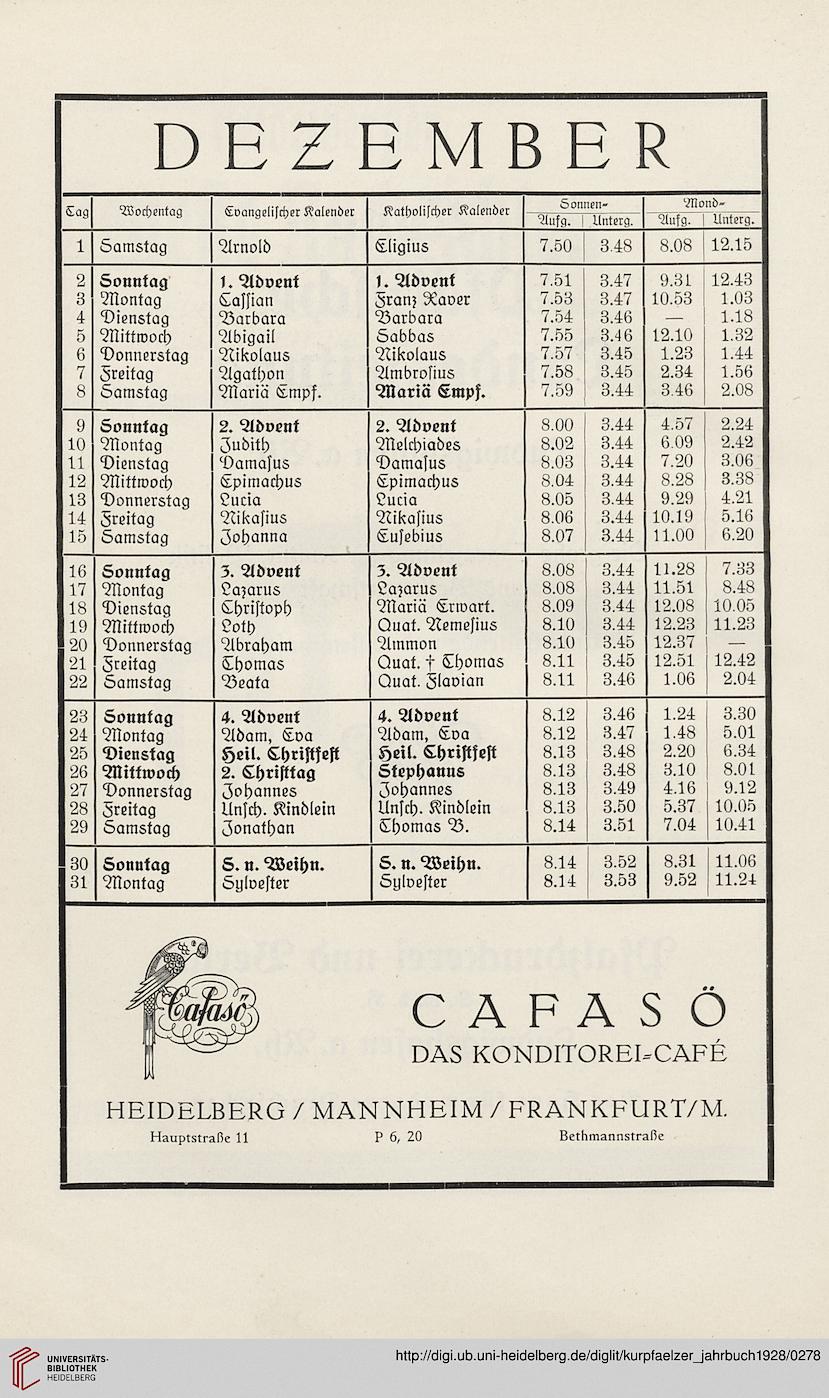 DEZEMBER
Tag Wochentag Evangelischer Kalender Katholischer Kalender Sonnen- Mond-
Aufg. Unterg. Aufg. Unterg.
1 Samstag Arnold Eligius 7.50 3.48 8.08 12.15
2 Sonntag 1. Advent 1. Advent 7.51 3.47 9.31 12.43
3 Montag Cassian Franz Xaver 7.53 3.47 10.53 1.03
4 Dienstag Barbara Barbara 7.54 3.46 — 1.18
5 Mittwoch Abigail Sabbas 7.55 3.46 12.10 1.32
6 Donnerstag Nikolaus Nikolaus 7.57 3.45 1.23 1.44
7 Freitag Agathon Ambrosius 7.58 3.45 2.34 1.56
8 Samstag Mariä Empf. Mariä Empf. 7.59 3.44 3.46 2.08
9 Sonntag 2. Advent 2. Advent 8.00 3.44 4.57 2.24
10 Montag Judith Melchiades 8.02 3.44 6.09 2.42
11 Dienstag Damasus Damasus 8.03 3.44 7.20 3.06
12 Mittwoch Epimachus Epimachus 8.04 3.44 8.28 3.38
13 Donnerstag Lucia Lucia 8.05 3.44 9.29 4.21
14 Freitag Nikasius Nikasius 8.06 3.44 10.19 5.16
15 Samstag Johanna Eusebius 8.07 3.44 11.00 6.20
16 Sonntag 3. Advent 3. Advent 8.08 3.44 11.28 7.33
17 Montag Lazarus Lazarus 8.08 3.44 11.51 8.48
18 Dienstag Christoph Mariä Erwart. 8.09 3.44 12.08 10.05
19 Mittwoch Loth Quat. Nemesius 8.10 3.44 12.23 11.23
20 Donnerstag Abraham Ammon 8.10 3.45 12.37 —
21 Freitag Thomas Quat. † Thomas 8.11 3.45 12.51 12.42
22 Samstag Beata Quat. Flavian 8.11 3.46 1.06 2.04
23 Sonntag 4. Advent 4. Advent 8.12 3.46 1.24 3.30
24 Montag Adam, Eva Adam, Eva 8.12 3.47 1.48 5.01
25 Dienstag Heil. Christfest Heil. Christfest 8.13 3.48 2.20 6.34
26 Mittwoch 2. Christtag Stephanus 8.13 3.48 3.10 8.01
27 Donnerstag Johannes Johannes 8.13 3.49 4.16 9.12
28 Freitag Unsch. Kindlein Unsch. Kindlein 8.13 3.50 5.37 10.05
29 Samstag Jonathan Thomas B. 8.14 3.51 7.04 10.41
30 Sonntag S. n. Weihn. S. n. Weihn. 8.14 3.52 8.31 11.06
31 Montag Sylvester Sylvester 8.14 3.53 9.52 11.24
Cafasö
CAFASÖ
DAS KONDITOREI-CAFÉ
HEIDELBERG / MANNHEIM / FRANKFURT/M.
Hauptstraße 11 P 6, 20 Bethmannstraße
UNIVERSITÄTS-
BIBLIOTHEK
HEIDELBERG
http://digi.ub.uni-heidelberg.de/diglit/kurpfaelzer_jahrbuch1928/0278